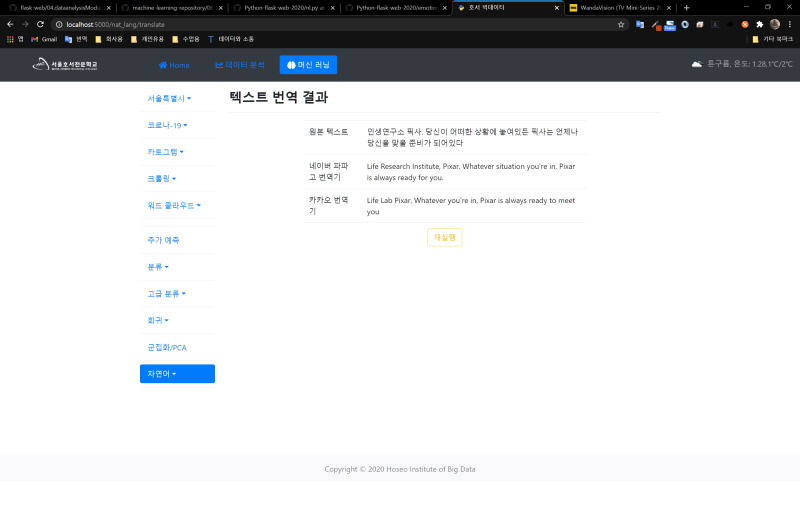 flask-web/04.dataanalysisModu
machine-learning-repository/03
Python-flask-web-2020/nl.py at
Python-flask-web-2020/emotion
호서 빅데이터
WandaVision (TV Mini-Series 20
localhost:5000/nat_lang/translate
앱
Gmail
번역
회사용
개인유용
수업용
데이터와 소통
기타 북마크
서울호서전문학교
Home
데이터 분석
머신 러닝
튼구름, 온도: 1.28,1℃/2℃
서울특별시
코로나-19
카토그램
크롤링
워드 클라우드
주가 예측
분류
고급 분류
회귀
군집화/PCA
자연어
텍스트 번역 결과
원본 텍스트
인생연구소 픽사. 당신이 어떠한 상황에 놓여있든 픽사는 언제나
당신을 맞을 준비가 되어있다
네이버 파파
고 번역기
Life Research Institute, Pixar. Whatever situation you're in, Pixar
is always ready for you.
카카오 번역
기
Life Lab Pixar. Whatever you're in, Pixar is always ready to meet
you
재실행
Copyright © 2020 Hoseo Institute of Big Data